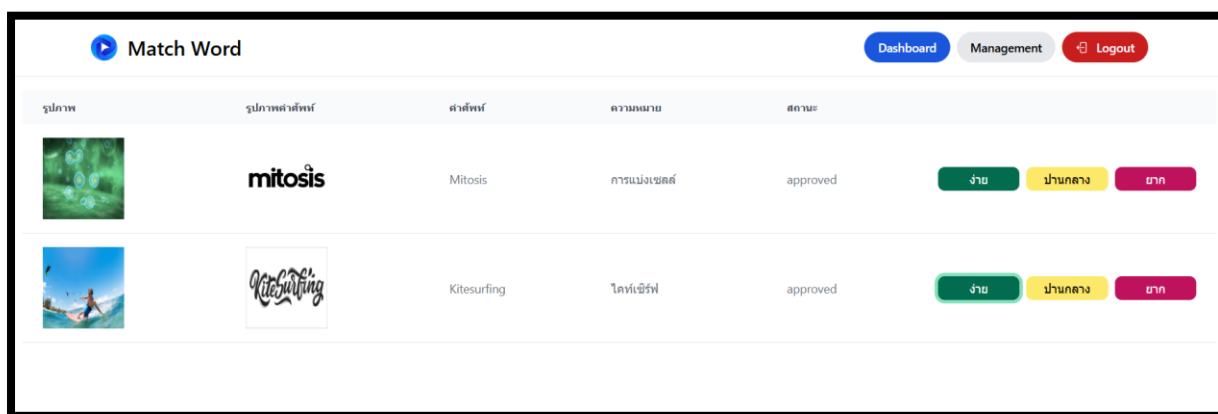 Match Word
Dashboard Management Logout
รูปภาพ รูปภาพคำศัพท์ คำศัพท์ ความหมาย สถานะ
mitosis Mitosis การแบ่งเซลล์ approved ง่าย ปานกลาง ยาก
KiteSurfing Kitesurfing ไคท์เซิร์ฟ approved ง่าย ปานกลาง ยาก